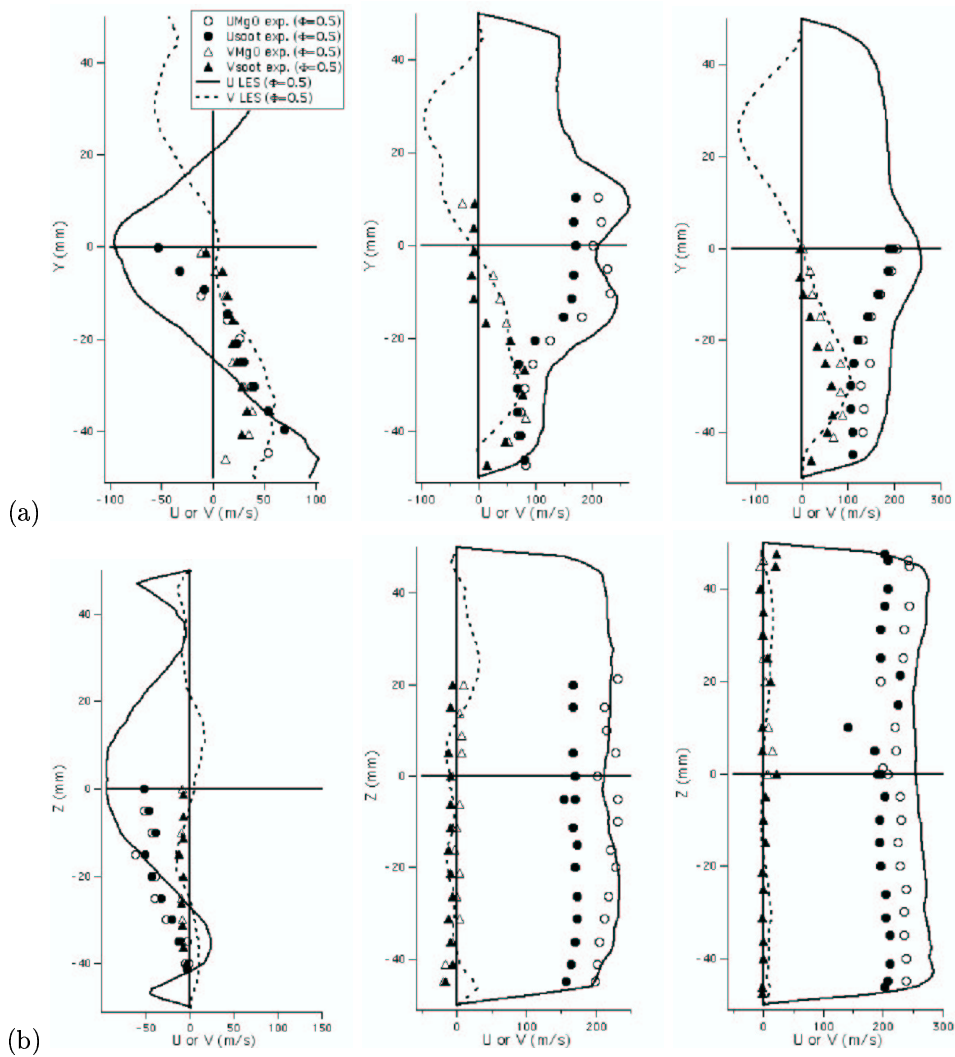 UMgO exp. (Φ=0.5)
Usoot exp. (Φ=0.5)
VMgO exp. (Φ=0.5)
Vsoot exp. (Φ=0.5)
U LES (Φ=0.5)
V LES (Φ=0.5)
40
20
0
-20
-40
Y (mm)
-100 -50 0 50 100
U or V (m/s)
40
20
0
-20
-40
Y (mm)
-100 0 100 200
U or V (m/s)
40
20
0
-20
-40
Y (mm)
-100 0 100 200 300
U or V (m/s)
(a)
40
20
0
-20
-40
Z (mm)
-50 0 50 100 150
U or V (m/s)
40
20
0
-20
-40
Z (mm)
0 100 200 300
U or V (m/s)
40
20
0
-20
-40
Z (mm)
0 100 200 300
U or V (m/s)
(b)